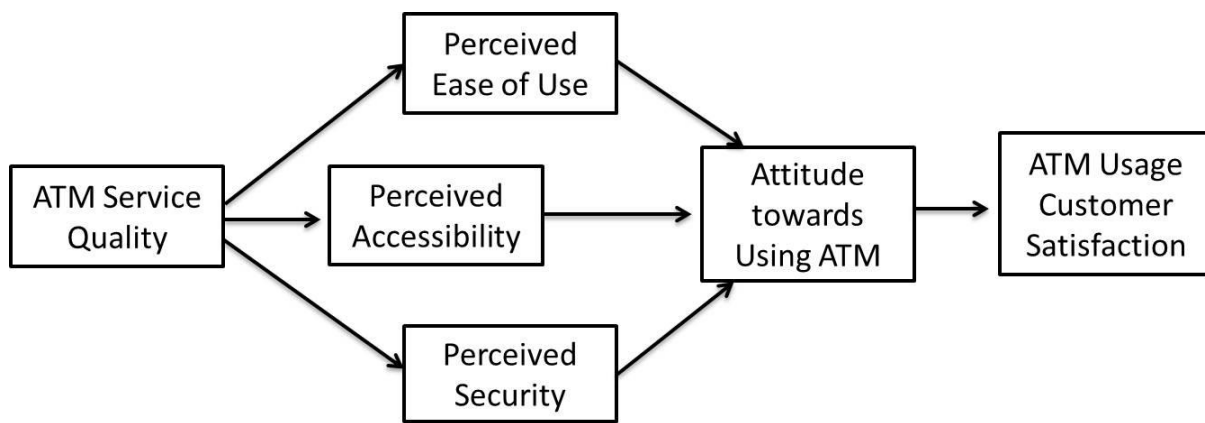 Perceived
Ease of Use
ATM Service
Quality
Perceived
Accessibility
Attitude
towards
Using ATM
ATM Usage
Customer
Satisfaction
Perceived
Security